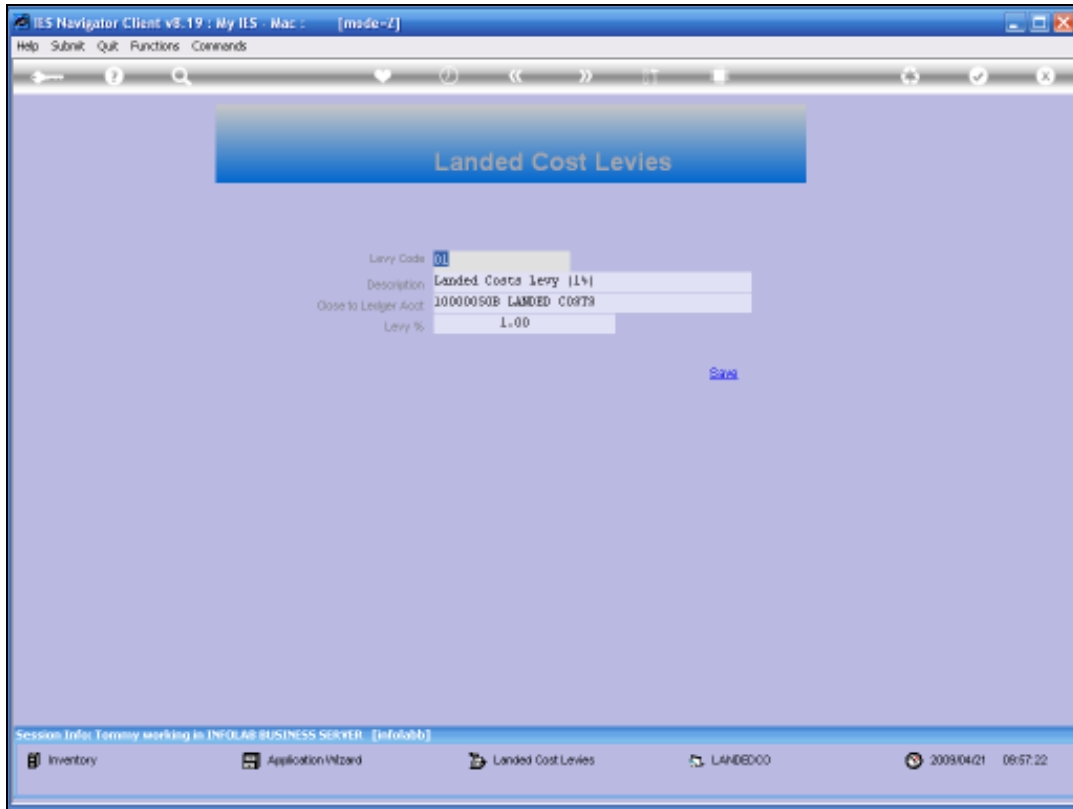 IES Navigator Client v8.19 : My IES - Mac : [mode=Z]
Help Submit Quit Functions Commands
Landed Cost Levies
Levy Code 01
Description Landed Costs levy (1%)
Close to Ledger Acct 10000050B LANDED COSTS
Levy % 1.00
Save
Session Info: Tommy working in INFOLAB BUSINESS SERVER [infolabb]
Inventory Application Wizard Landed Cost Levies LANDEDCO 2009/04/21 09:57:22